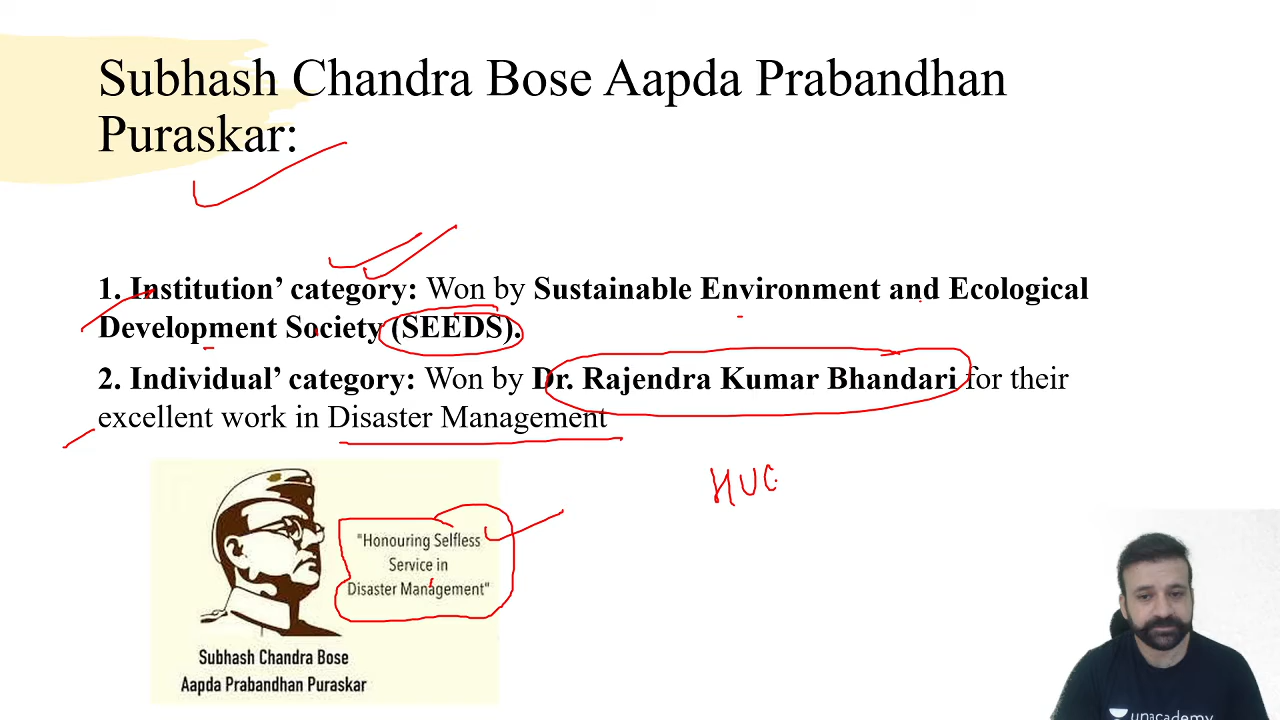 Subhash Chandra Bose Aapda Prabandhan
Puraskar:
1. Institution’ category: Won by Sustainable Environment and Ecological
Development Society (SEEDS).
2. Individual’ category: Won by Dr. Rajendra Kumar Bhandari for their
excellent work in Disaster Management
HUC
"Honouring Selfless
Service in
Disaster Management"
Subhash Chandra Bose
Aapda Prabandhan Puraskar
unacademy